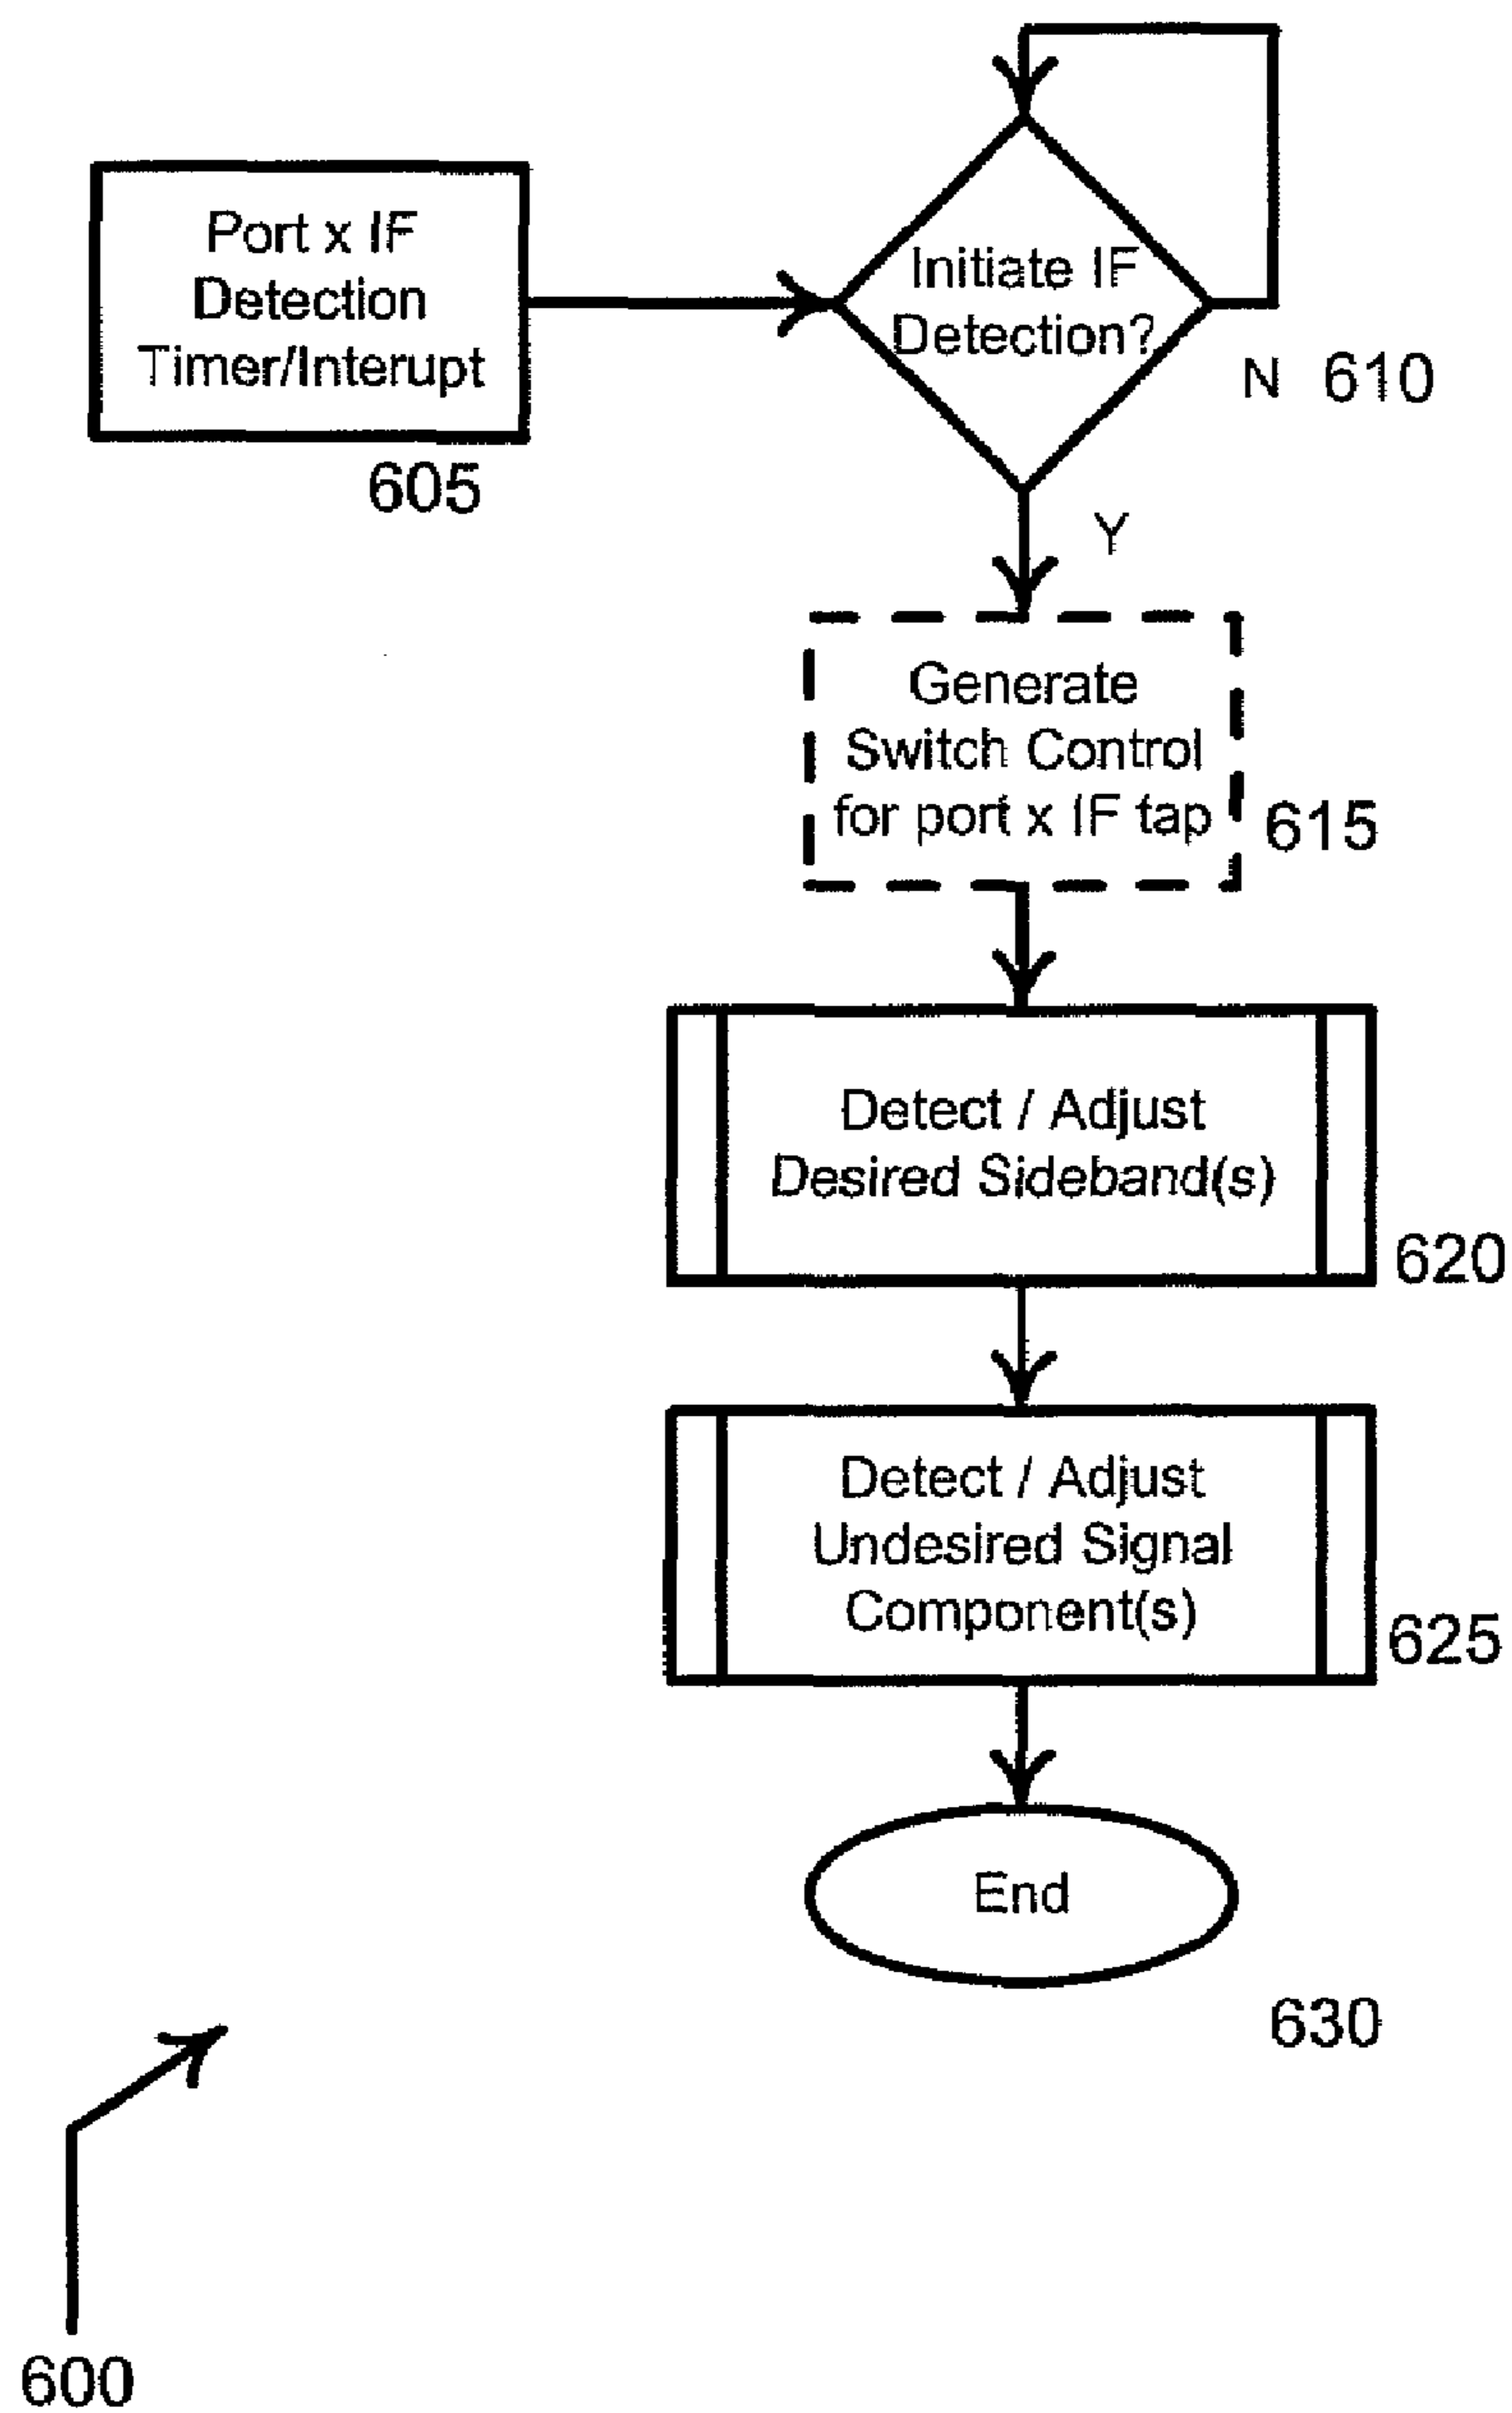 Port x IF
Detection
Timer/Interupt
605
Initiate IF
Detection?
N 610
Y
Generate
Switch Control
for port x IF tap
615
Detect / Adjust
Desired Sideband(s)
620
Detect / Adjust
Undesired Signal
Component(s)
625
End
630
600